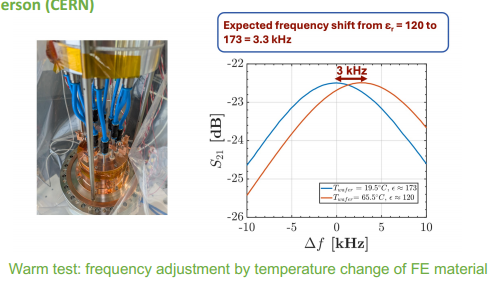 erson (CERN)
Expected frequency shift from εᵣ = 120 to
173 = 3.3 kHz
3 kHz
-22
-23
-24
-25
-26
S₂₁ [dB]
T_wafer = 19.5°C, ϵ ≈ 173
T_wafer = 65.5°C, ϵ ≈ 120
-10 -5 0 5 10
Δf [kHz]
Warm test: frequency adjustment by temperature change of FE material